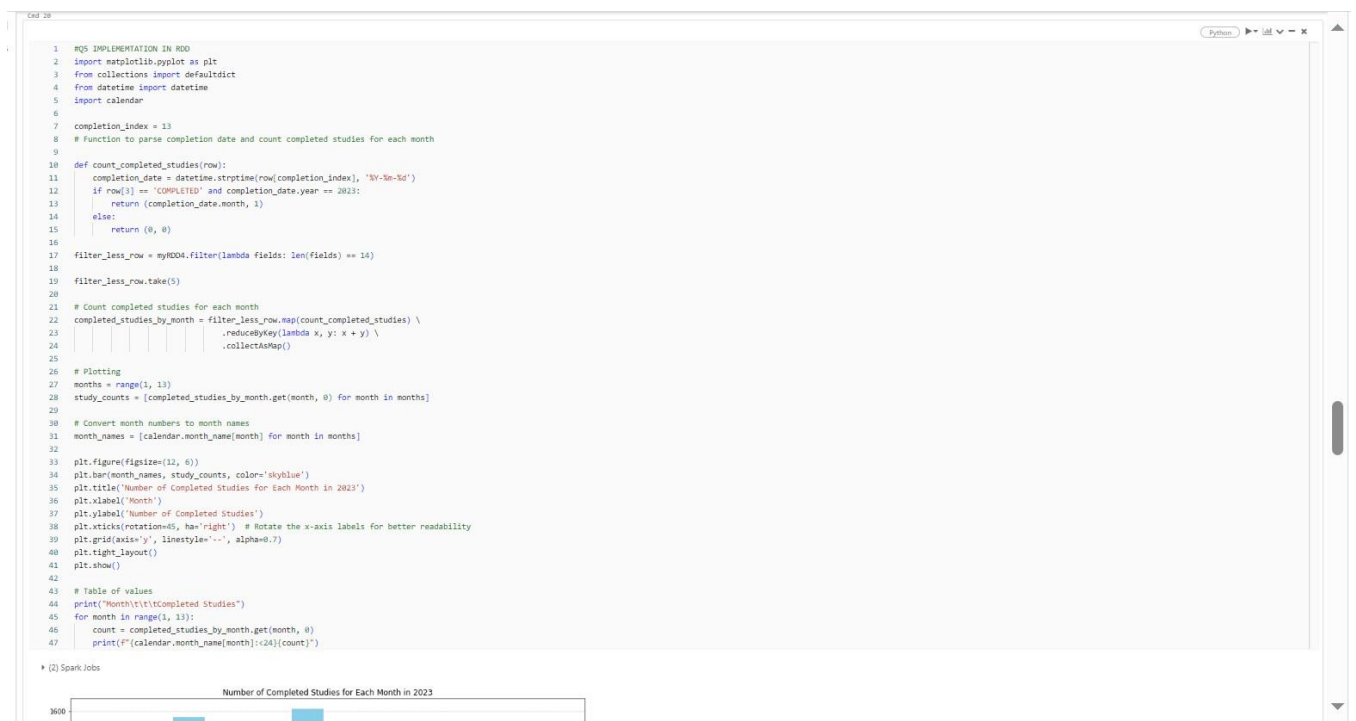 Cmd 20
Python
1 #Q5 IMPLEMEMTATION IN RDD
2 import matplotlib.pyplot as plt
3 from collections import defaultdict
4 from datetime import datetime
5 import calendar
6
7 completion_index = 13
8 # Function to parse completion date and count completed studies for each month
9
10 def count_completed_studies(row):
11     completion_date = datetime.strptime(row[completion_index], '%Y-%m-%d')
12     if row[3] == 'COMPLETED' and completion_date.year == 2023:
13         return (completion_date.month, 1)
14     else:
15         return (0, 0)
16
17 filter_less_row = myRDD4.filter(lambda fields: len(fields) == 14)
18
19 filter_less_row.take(5)
20
21 # Count completed studies for each month
22 completed_studies_by_month = filter_less_row.map(count_completed_studies) \
23                             .reduceByKey(lambda x, y: x + y) \
24                             .collectAsMap()
25
26 # Plotting
27 months = range(1, 13)
28 study_counts = [completed_studies_by_month.get(month, 0) for month in months]
29
30 # Convert month numbers to month names
31 month_names = [calendar.month_name[month] for month in months]
32
33 plt.figure(figsize=(12, 6))
34 plt.bar(month_names, study_counts, color='skyblue')
35 plt.title('Number of Completed Studies for Each Month in 2023')
36 plt.xlabel('Month')
37 plt.ylabel('Number of Completed Studies')
38 plt.xticks(rotation=45, ha='right')  # Rotate the x-axis labels for better readability
39 plt.grid(axis='y', linestyle='--', alpha=0.7)
40 plt.tight_layout()
41 plt.show()
42
43 # Table of values
44 print("Month\t\t\tCompleted Studies")
45 for month in range(1, 13):
46     count = completed_studies_by_month.get(month, 0)
47     print(f"{calendar.month_name[month]:<24}{count}")
(2) Spark Jobs
Number of Completed Studies for Each Month in 2023
1600